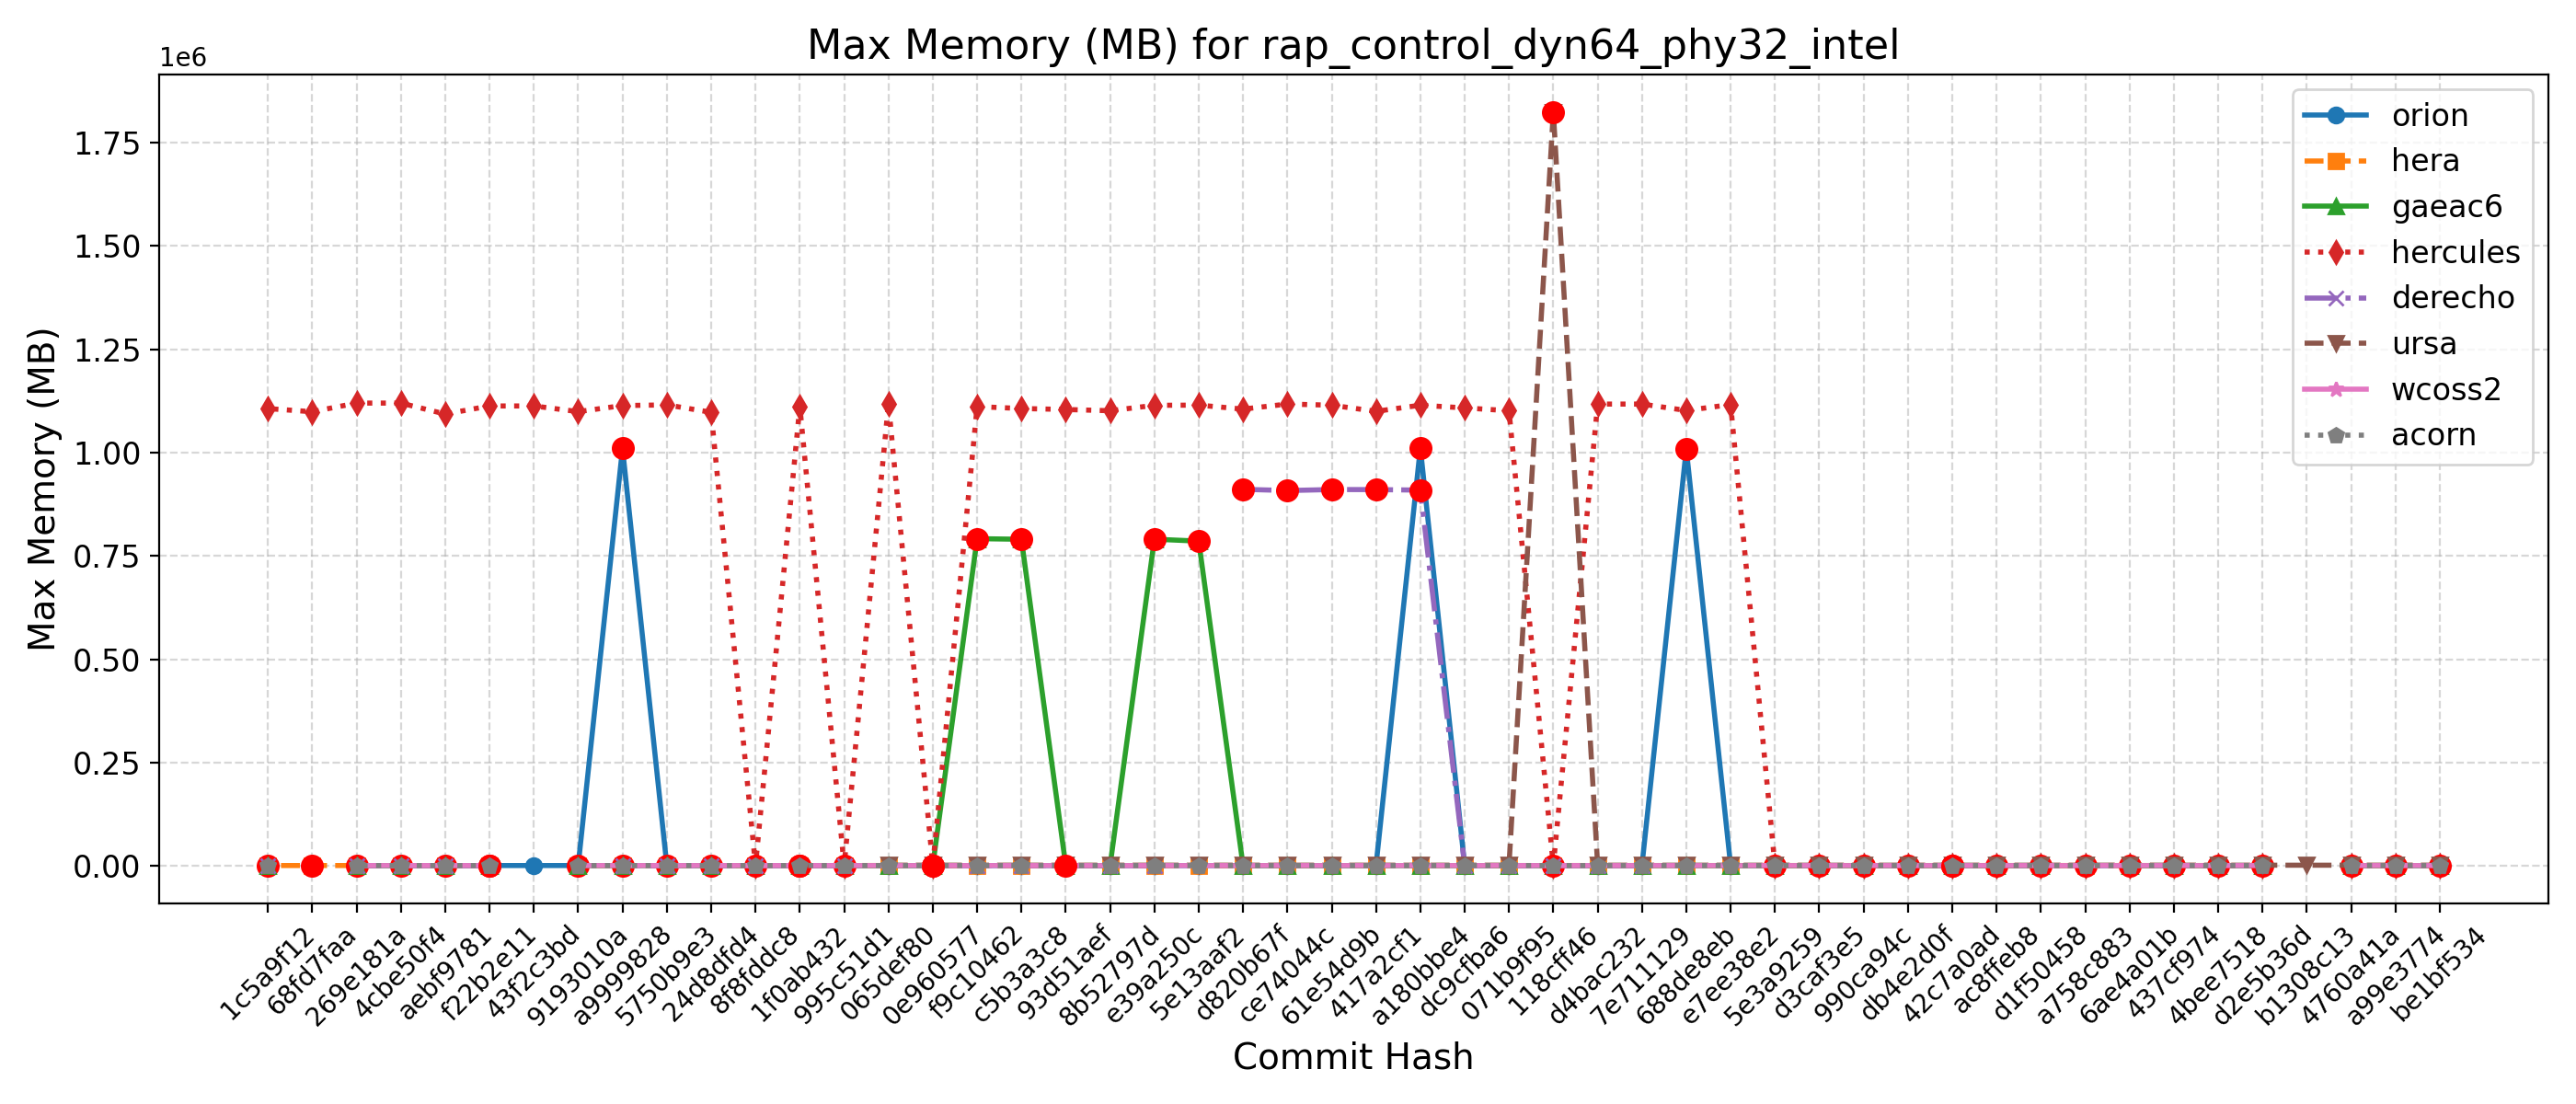 Max Memory (MB) for rap_control_dyn64_phy32_intel
1e6
1.75
1.50
1.25
1.00
0.75
0.50
0.25
0.00
Max Memory (MB)
orion
hera
gaeac6
hercules
derecho
ursa
wcoss2
acorn
1c5a9f12
68fd7faa
269e181a
4cbe50f4
aebf9781
f22b2e11
43f2c3bd
9193010a
a9999828
5750b9e3
24d8dfd4
8f8fddc8
1f0ab432
995c51d1
065def80
0e960577
f9c10462
c5b3a3c8
93d51aef
8b52797d
e39a250c
5e13aaf2
d820b67f
ce74044c
61e54d9b
417a2cf1
a180bbe4
dc9cfba6
071b9f95
118cff46
d4bac232
7e711129
688de8eb
e7ee38e2
5e3a9259
d3caf3e5
990ca94c
db4e2d0f
42c7a0ad
ac8ffeb8
d1f50458
a758c883
6ae4a01b
437cf974
4bee7518
d2e5b36d
b1308c13
4760a41a
a99e3774
be1bf534
Commit Hash